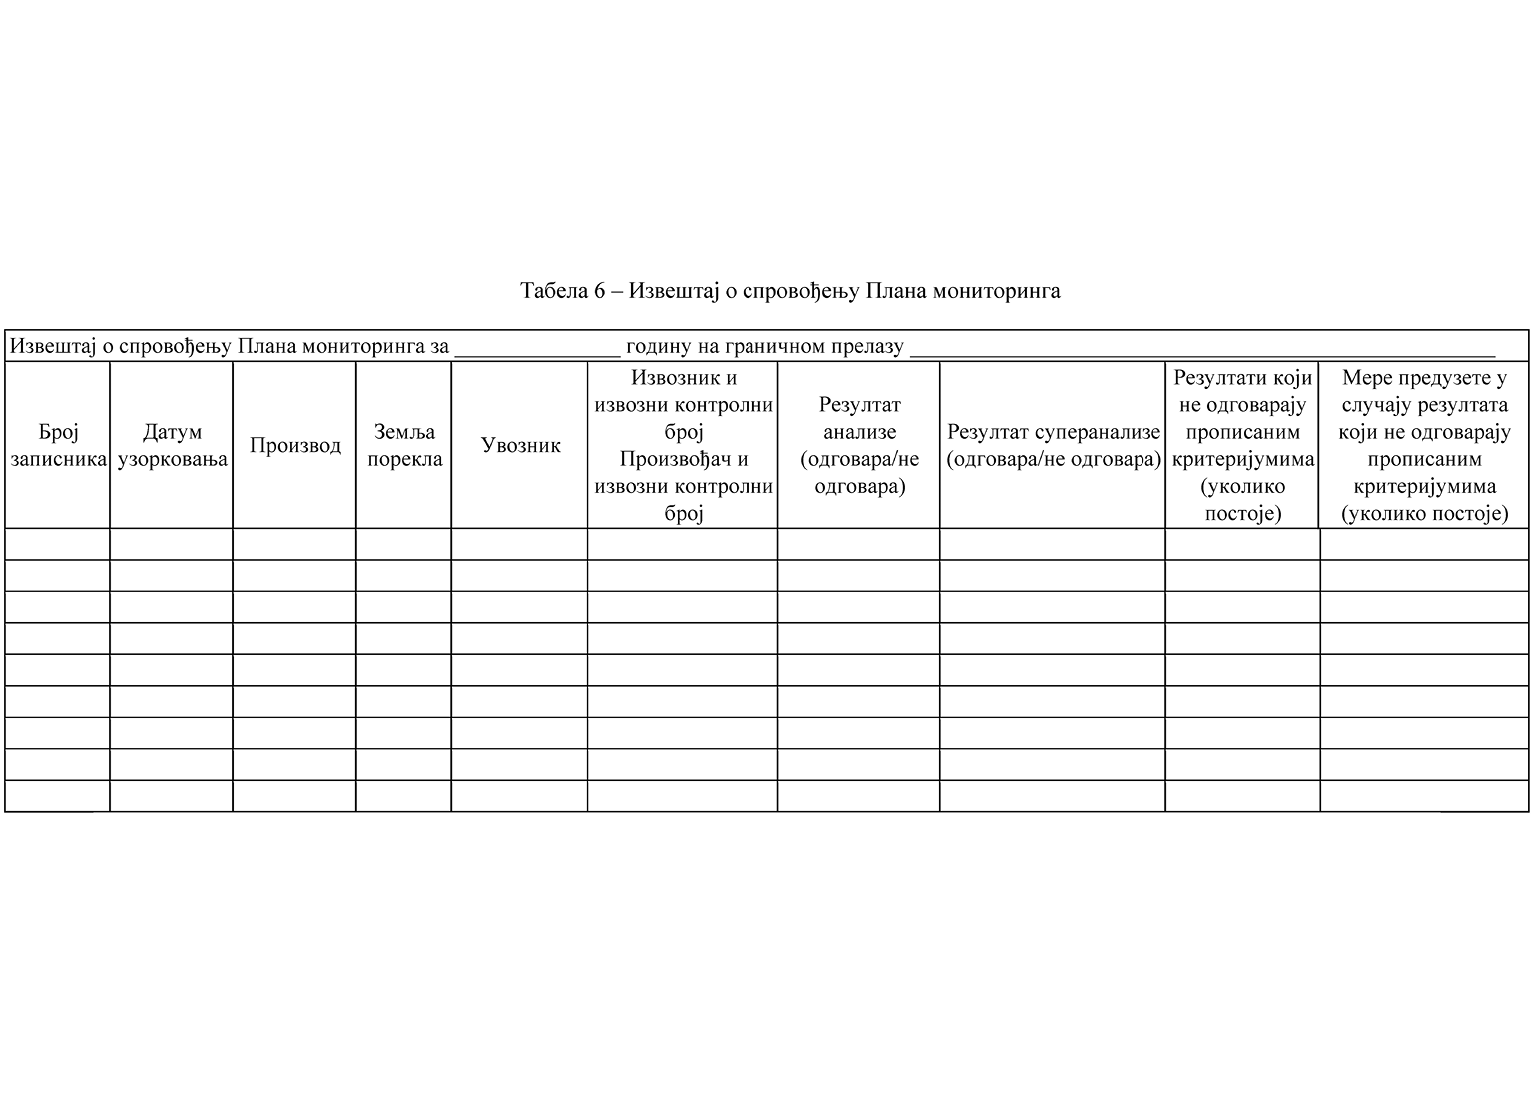 Табела 6 – Извештај о спровођењу Плана мониторинга
Извештај о спровођењу Плана мониторинга за _______________ годину на граничном прелазу _____________________________________________________
Број
записника
Датум
узорковања
Производ
Земља
порекла
Увозник
Извозник и
извозни контролни
број
Произвођач и
извозни контролни
број
Резултат
анализе
(одговара/не
одговара)
Резултат суперанализе
(одговара/не одговара)
Резултати који
не одговарају
прописаним
критеријумима
(уколико
постоје)
Мере предузете у
случају резултата
који не одговарају
прописаним
критеријумима
(уколико постоје)